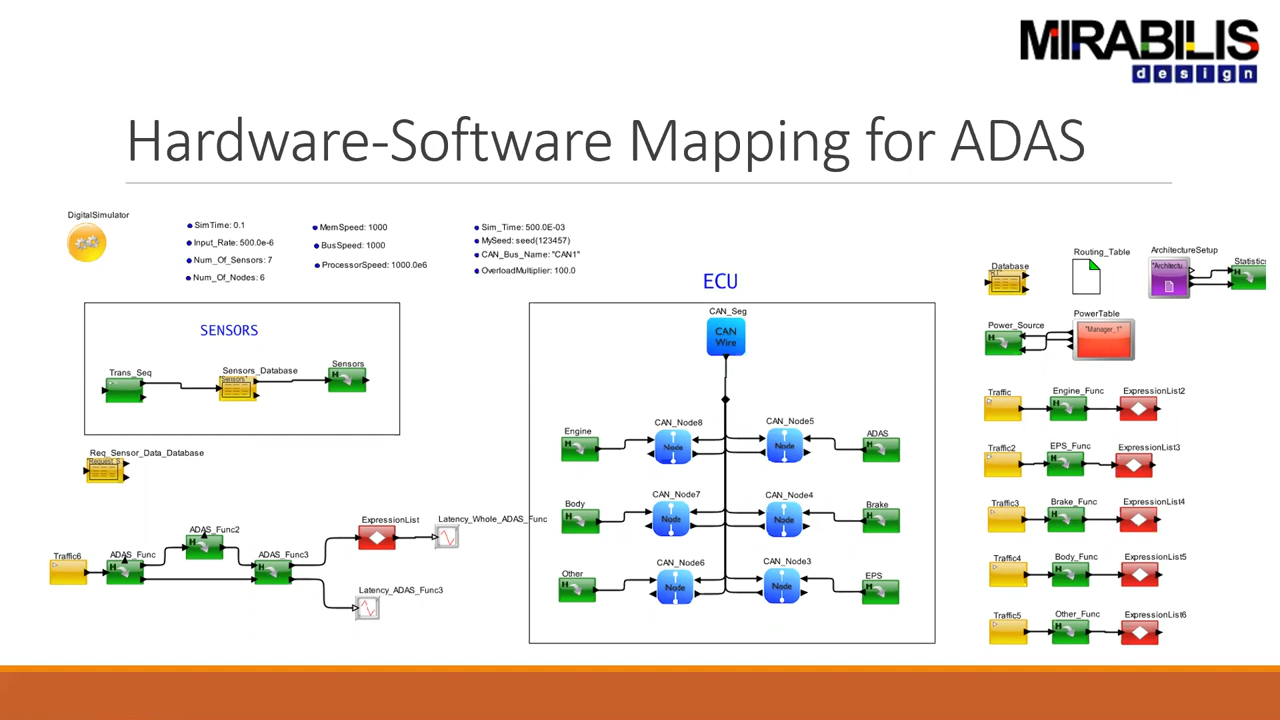 MIRABILIS
design
Hardware-Software Mapping for ADAS
DigitalSimulator
SimTime: 0.1
Input_Rate: 500.0e-6
Num_Of_Sensors: 7
Num_Of_Nodes: 6
MemSpeed: 1000
BusSpeed: 1000
ProcessorSpeed: 1000.0e6
Sim_Time: 500.0E-03
MySeed: seed(123457)
CAN_Bus_Name: "CAN1"
OverloadMultiplier: 100.0
SENSORS
Trans_Seq
Sensors_Database
"Sensors"
Sensors
H
Req_Sensor_Data_Database
Traffic6
ADAS_Func
H
ADAS_Func2
H
ADAS_Func3
H
ExpressionList
Latency_Whole_ADAS_Func
Latency_ADAS_Func3
ECU
CAN_Seg
CAN
Wire
Engine
H
CAN_Node8
Node
CAN_Node5
Node
ADAS
H
Body
H
CAN_Node7
Node
CAN_Node4
Node
Brake
H
Other
H
CAN_Node6
Node
CAN_Node3
Node
EPS
H
Database
Routing_Table
ArchitectureSetup
"Architectu..
Statistics
H
Power_Source
H
PowerTable
"Manager_1"
Traffic
Engine_Func
H
ExpressionList2
Traffic2
EPS_Func
H
ExpressionList3
Traffic3
Brake_Func
H
ExpressionList4
Traffic4
Body_Func
H
ExpressionList5
Traffic5
Other_Func
H
ExpressionList6